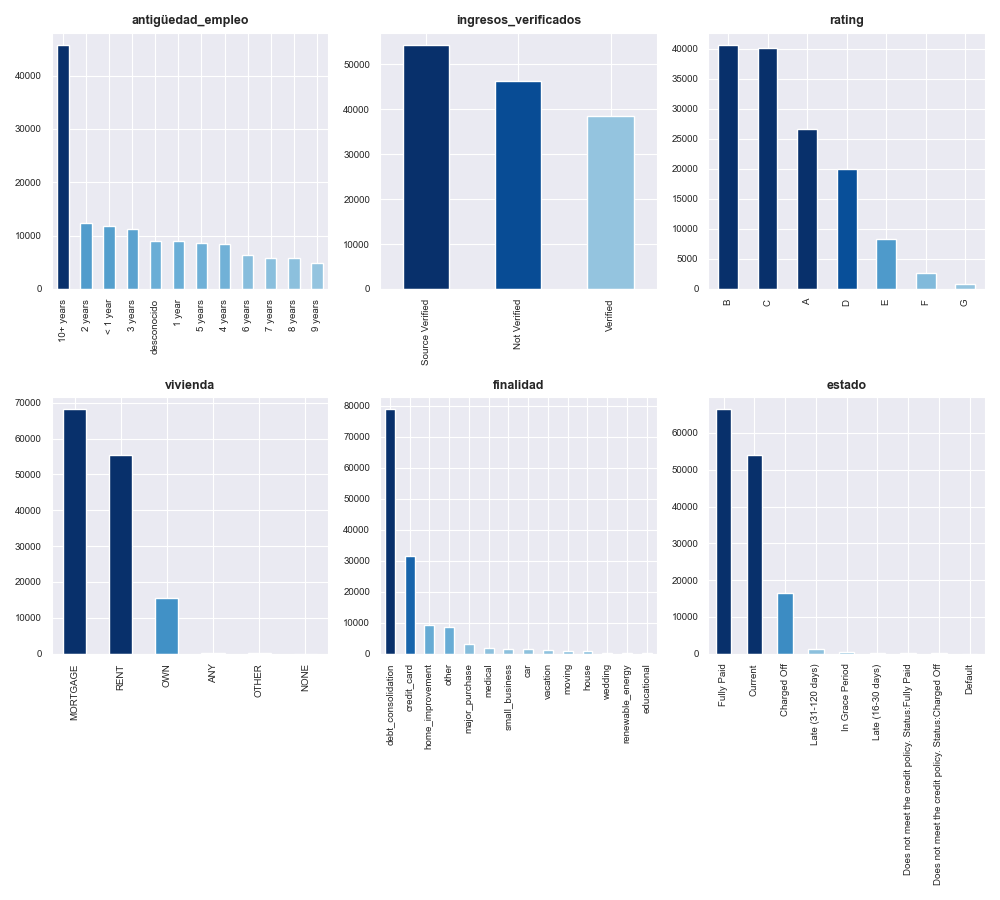 antigüedad_empleo
40000
30000
20000
10000
0
10+ years
2 years
< 1 year
3 years
desconocido
1 year
5 years
4 years
6 years
7 years
8 years
9 years
ingresos_verificados
50000
40000
30000
20000
10000
0
Source Verified
Not Verified
Verified
rating
40000
35000
30000
25000
20000
15000
10000
5000
0
B
C
A
D
E
F
G
vivienda
70000
60000
50000
40000
30000
20000
10000
0
MORTGAGE
RENT
OWN
ANY
OTHER
NONE
finalidad
80000
70000
60000
50000
40000
30000
20000
10000
0
debt_consolidation
credit_card
home_improvement
other
major_purchase
medical
small_business
car
vacation
moving
house
wedding
renewable_energy
educational
estado
60000
50000
40000
30000
20000
10000
0
Fully Paid
Current
Charged Off
Late (31-120 days)
In Grace Period
Late (16-30 days)
Does not meet the credit policy. Status:Fully Paid
Does not meet the credit policy. Status:Charged Off
Default